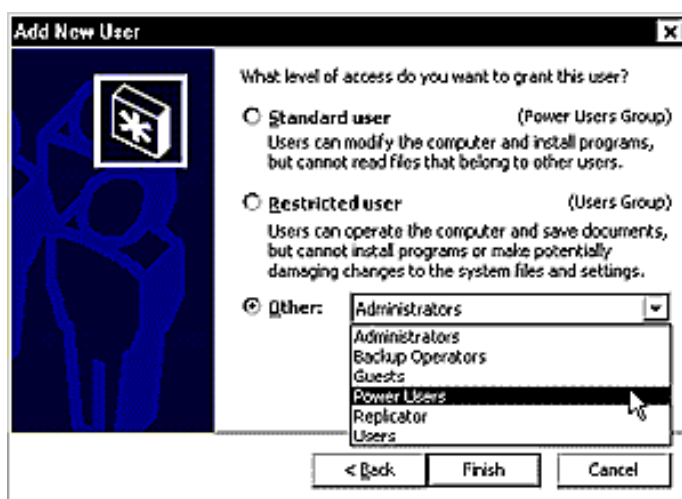 Add New User
What level of access do you want to grant this user?
Standard user (Power Users Group)
Users can modify the computer and install programs,
but cannot read files that belong to other users.
Restricted user (Users Group)
Users can operate the computer and save documents,
but cannot install programs or make potentially
damaging changes to the system files and settings.
Other: Administrators
Administrators
Backup Operators
Guests
Power Users
Replicator
Users
< Back Finish Cancel